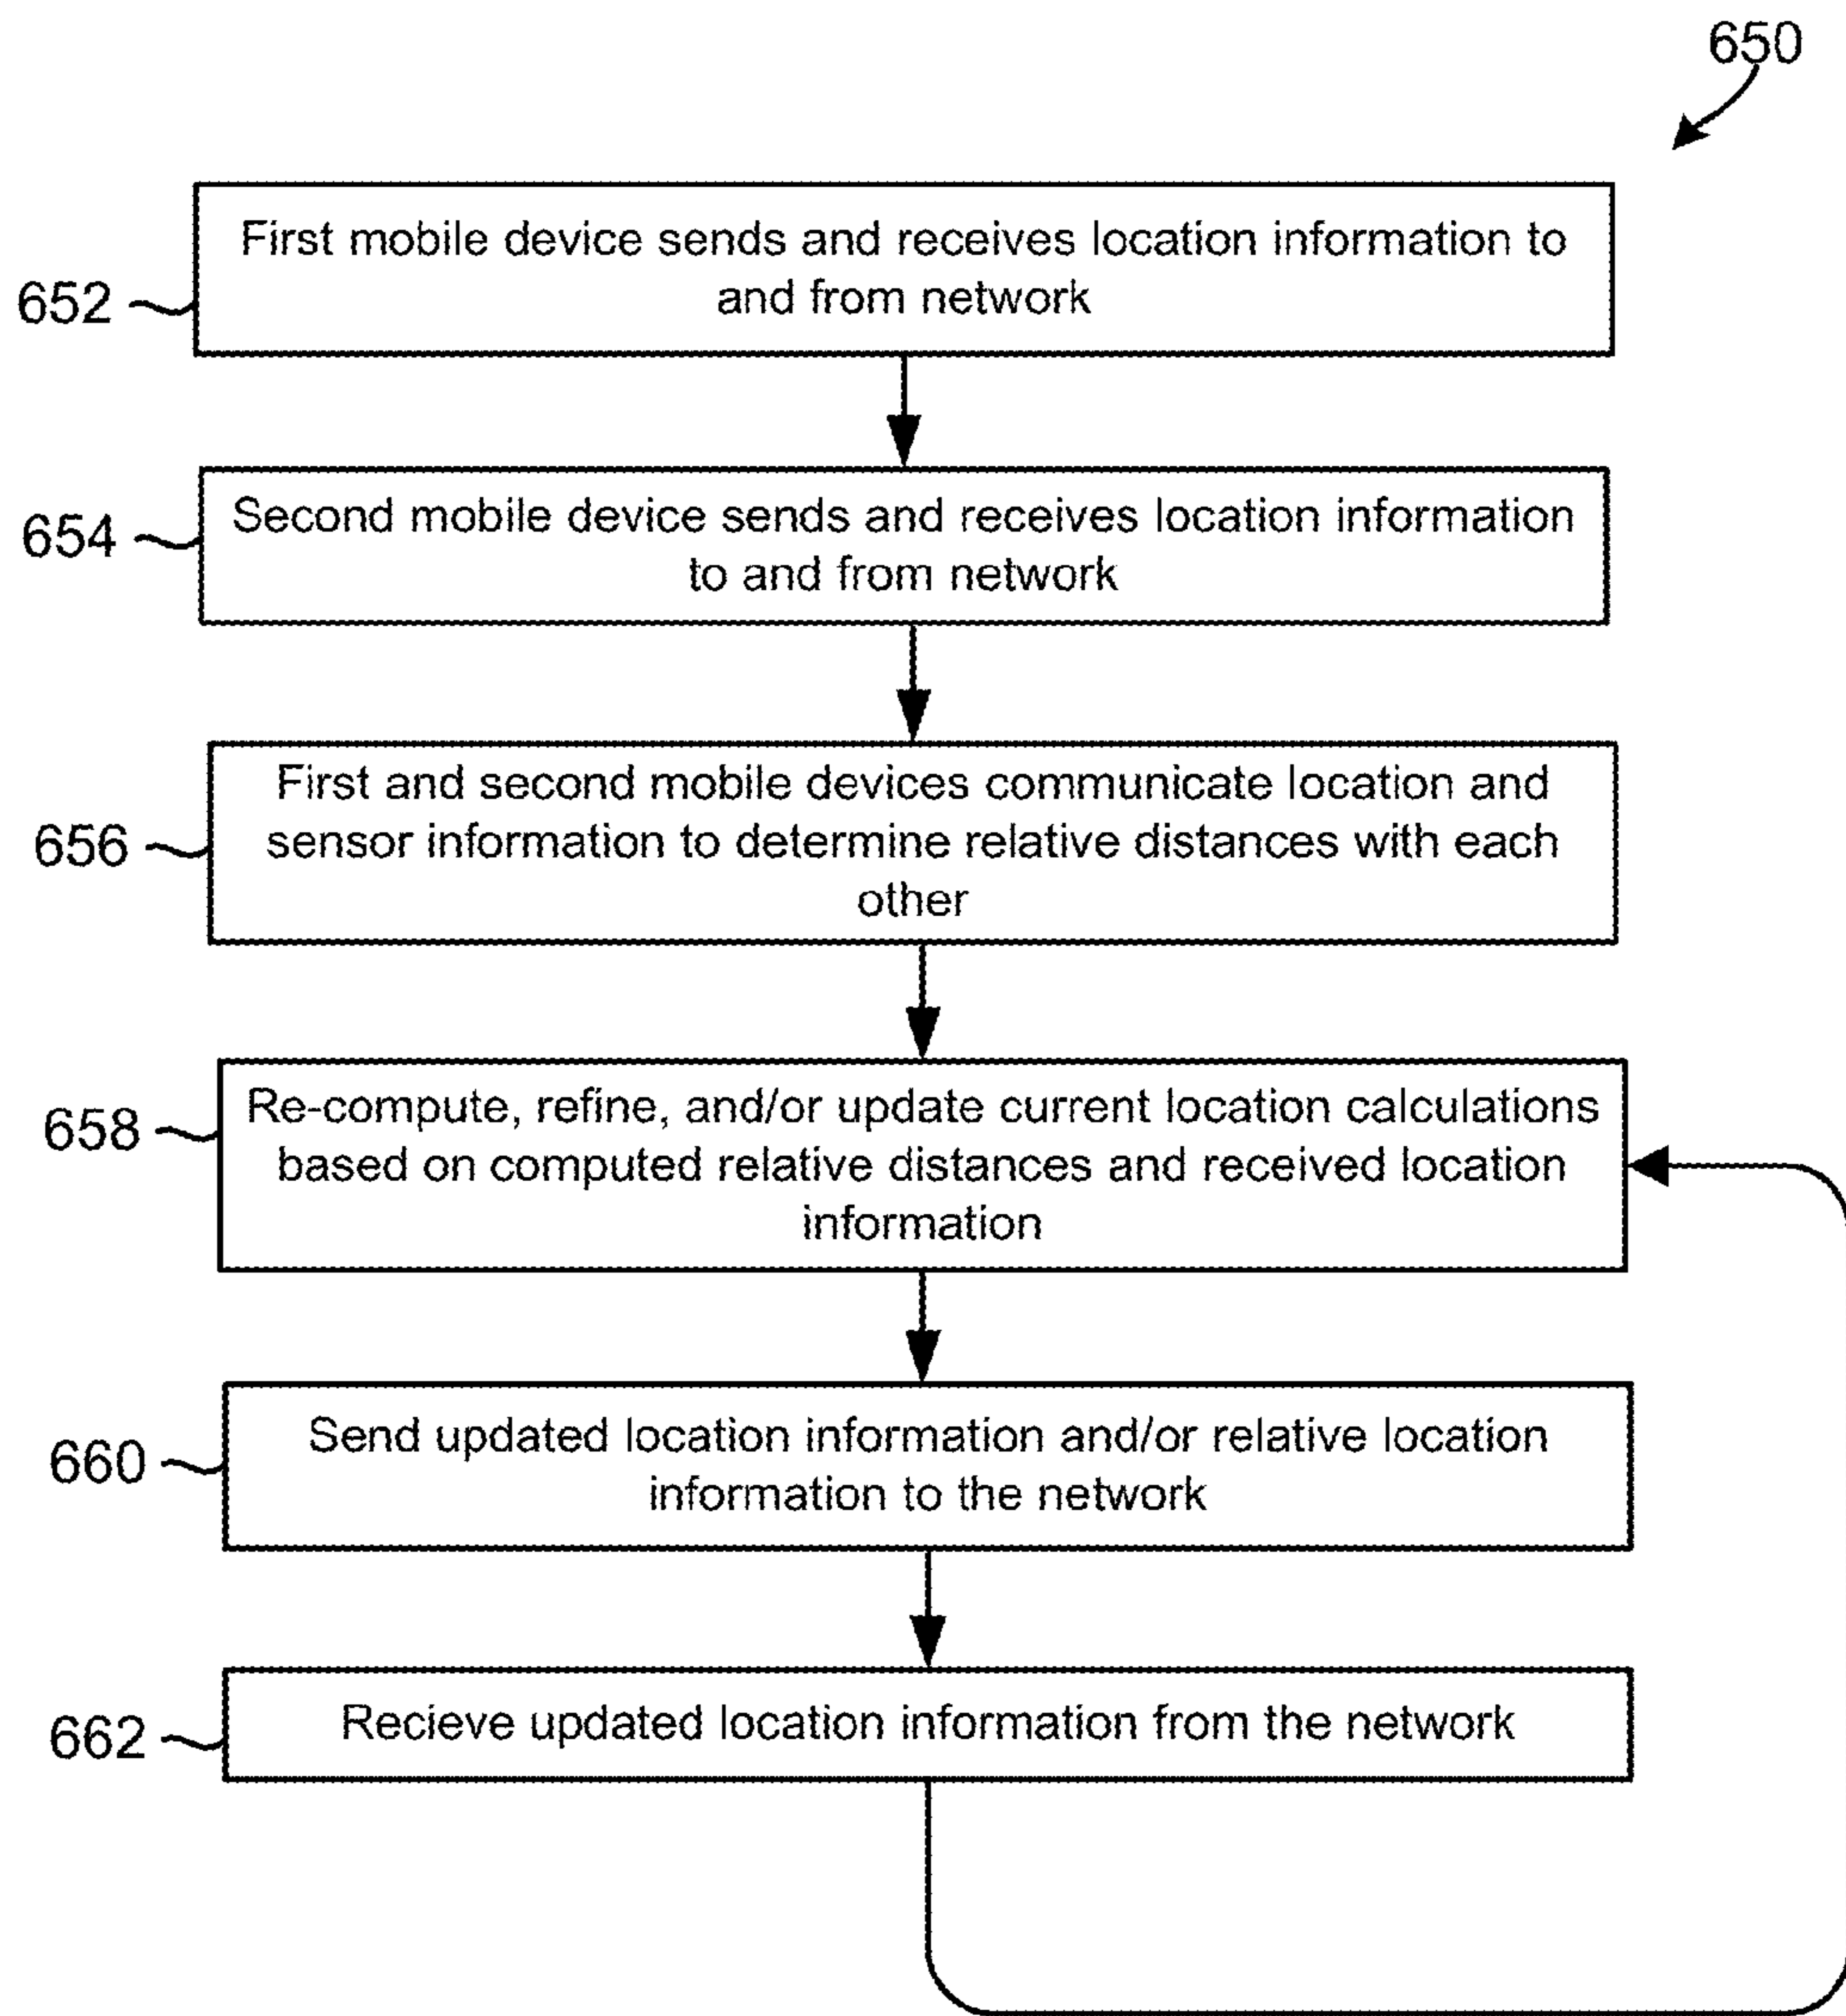 650
First mobile device sends and receives location information to
and from network
652
Second mobile device sends and receives location information
to and from network
654
First and second mobile devices communicate location and
sensor information to determine relative distances with each
other
656
Re-compute, refine, and/or update current location calculations
based on computed relative distances and received location
information
658
Send updated location information and/or relative location
information to the network
660
Recieve updated location information from the network
662